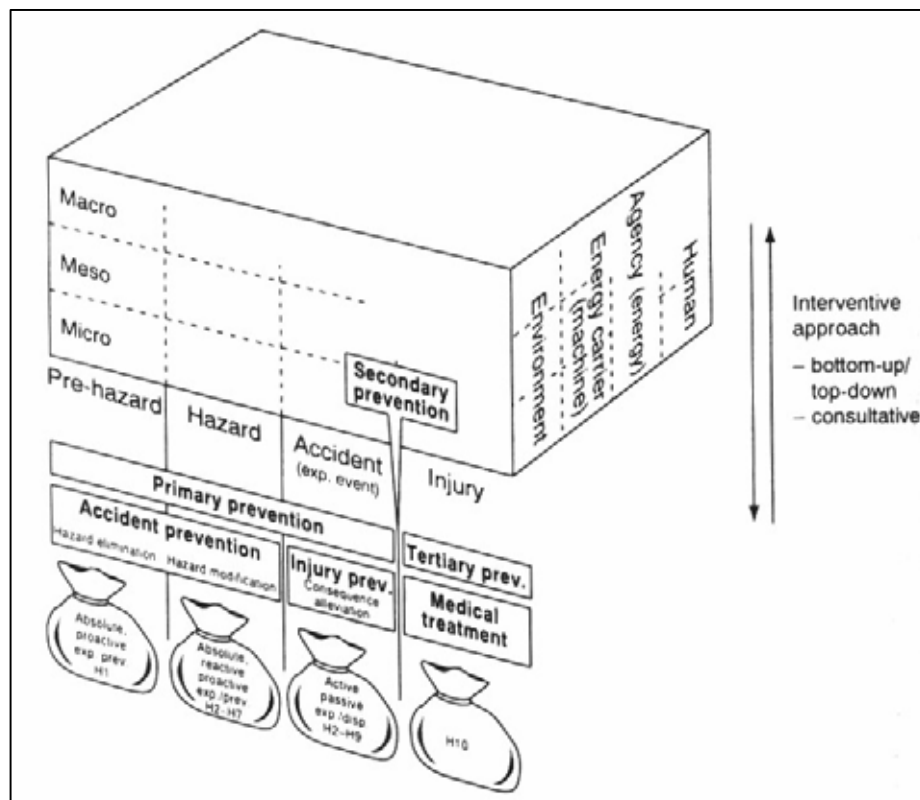 Macro
Meso
Micro
Pre-hazard
Hazard
Accident
(exp. event)
Injury
Environment
Energy carrier
(machine)
Agency (energy)
Human
Interventive
approach
– bottom-up/
top-down
– consultative
Secondary
prevention
Primary prevention
Accident prevention
Hazard elimination
Hazard modification
Injury prev.
Consequence
alleviation
Tertiary prev.
Medical
treatment
Absolute,
proactive
exp. prev.
H1
Absolute,
reactive
proactive
exp./prev.
H2–H7
Active
passive
exp./disp.
H2–H9
H10